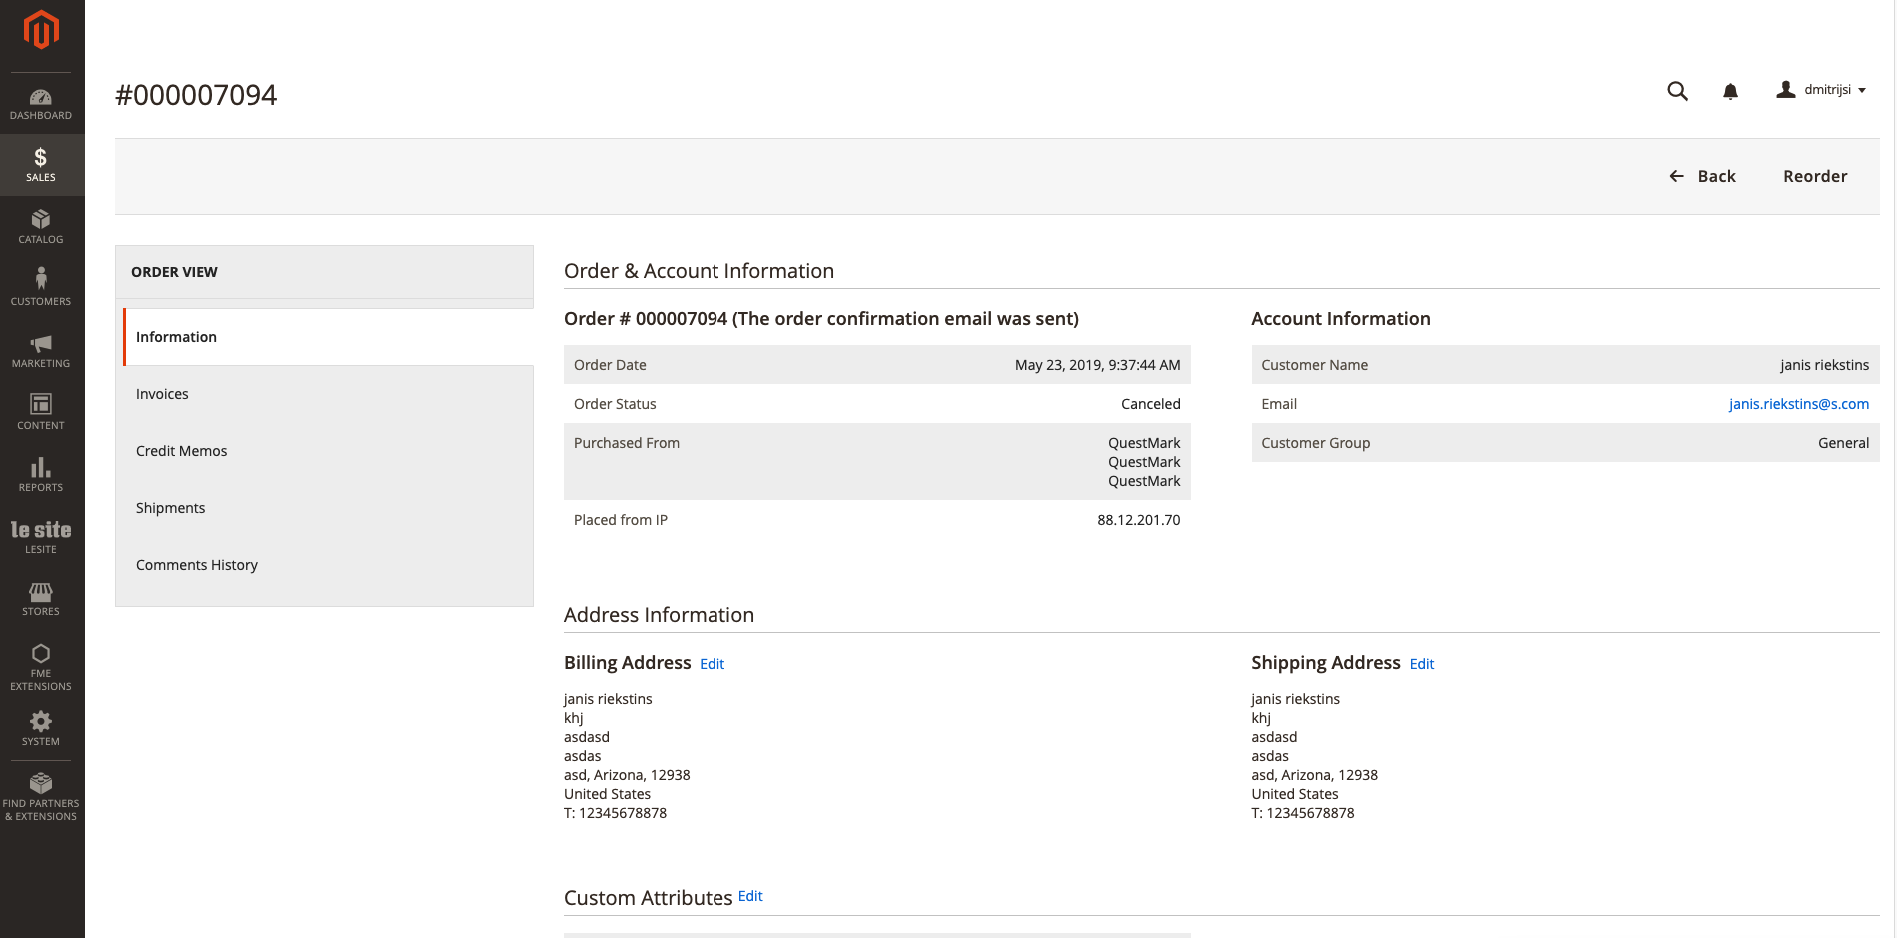 #000007094
dmitrijsi
Back
Reorder
DASHBOARD
$
SALES
CATALOG
CUSTOMERS
MARKETING
CONTENT
REPORTS
le site
LESITE
STORES
FME
EXTENSIONS
SYSTEM
FIND PARTNERS
& EXTENSIONS
ORDER VIEW
Information
Invoices
Credit Memos
Shipments
Comments History
Order & Account Information
Order # 000007094 (The order confirmation email was sent)
Order Date May 23, 2019, 9:37:44 AM
Order Status Canceled
Purchased From QuestMark
QuestMark
QuestMark
Placed from IP 88.12.201.70
Account Information
Customer Name janis riekstins
Email janis.riekstins@s.com
Customer Group General
Address Information
Billing Address Edit
janis riekstins
khj
asdasd
asdas
asd, Arizona, 12938
United States
T: 12345678878
Shipping Address Edit
janis riekstins
khj
asdasd
asdas
asd, Arizona, 12938
United States
T: 12345678878
Custom Attributes Edit